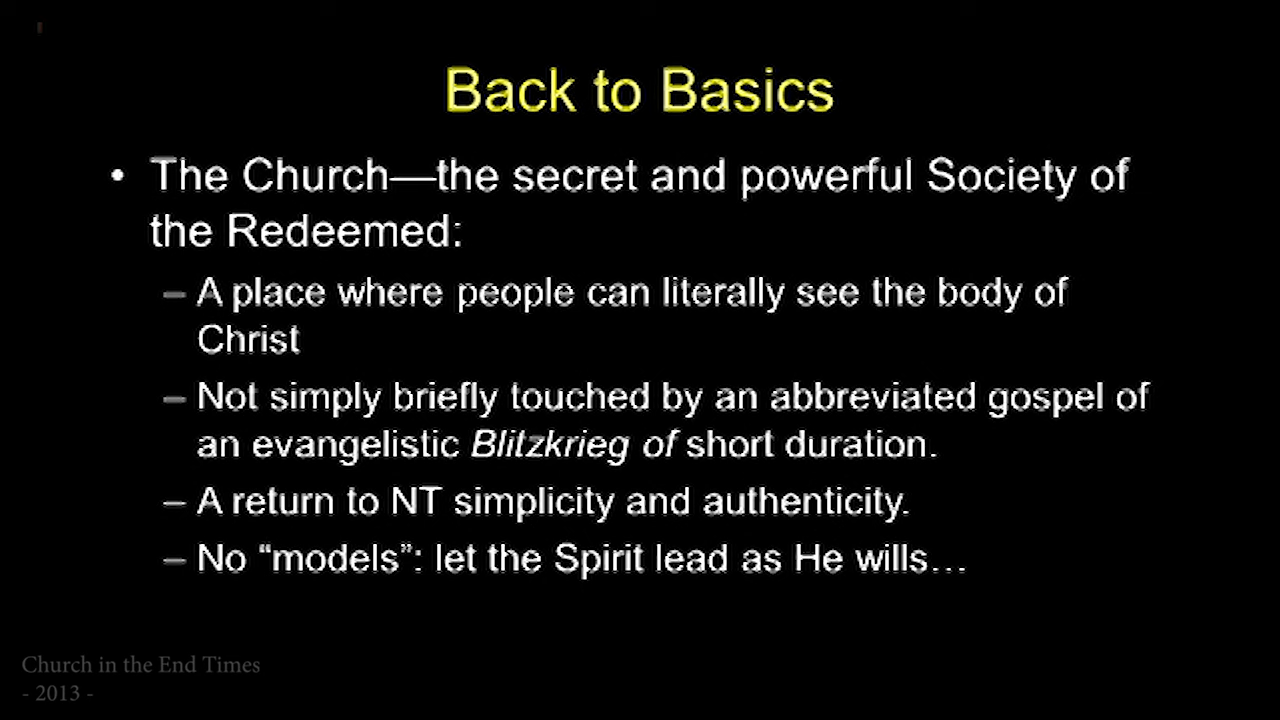 Back to Basics
• The Church—the secret and powerful Society of
the Redeemed:
– A place where people can literally see the body of
Christ
– Not simply briefly touched by an abbreviated gospel of
an evangelistic Blitzkrieg of short duration.
– A return to NT simplicity and authenticity.
– No “models”: let the Spirit lead as He wills…
Church in the End Times
- 2013 -